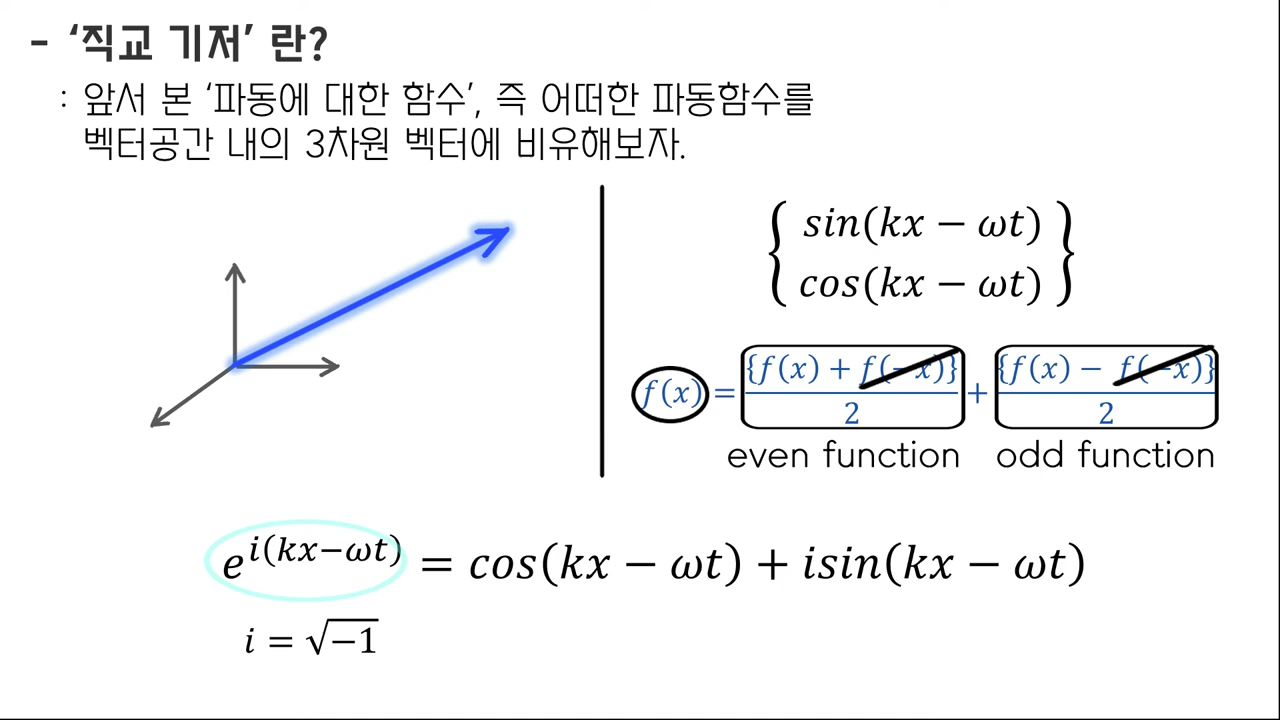 - ‘직교 기저’ 란?
: 앞서 본 ‘파동에 대한 함수’, 즉 어떠한 파동함수를
벡터공간 내의 3차원 벡터에 비유해보자.
{ sin(kx − ωt)
cos(kx − ωt) }
f(x) = {f(x) + f(−x)}/2 + {f(x) − f(−x)}/2
even function odd function
e^{i(kx−ωt)} = cos(kx − ωt) + isin(kx − ωt)
i = √−1